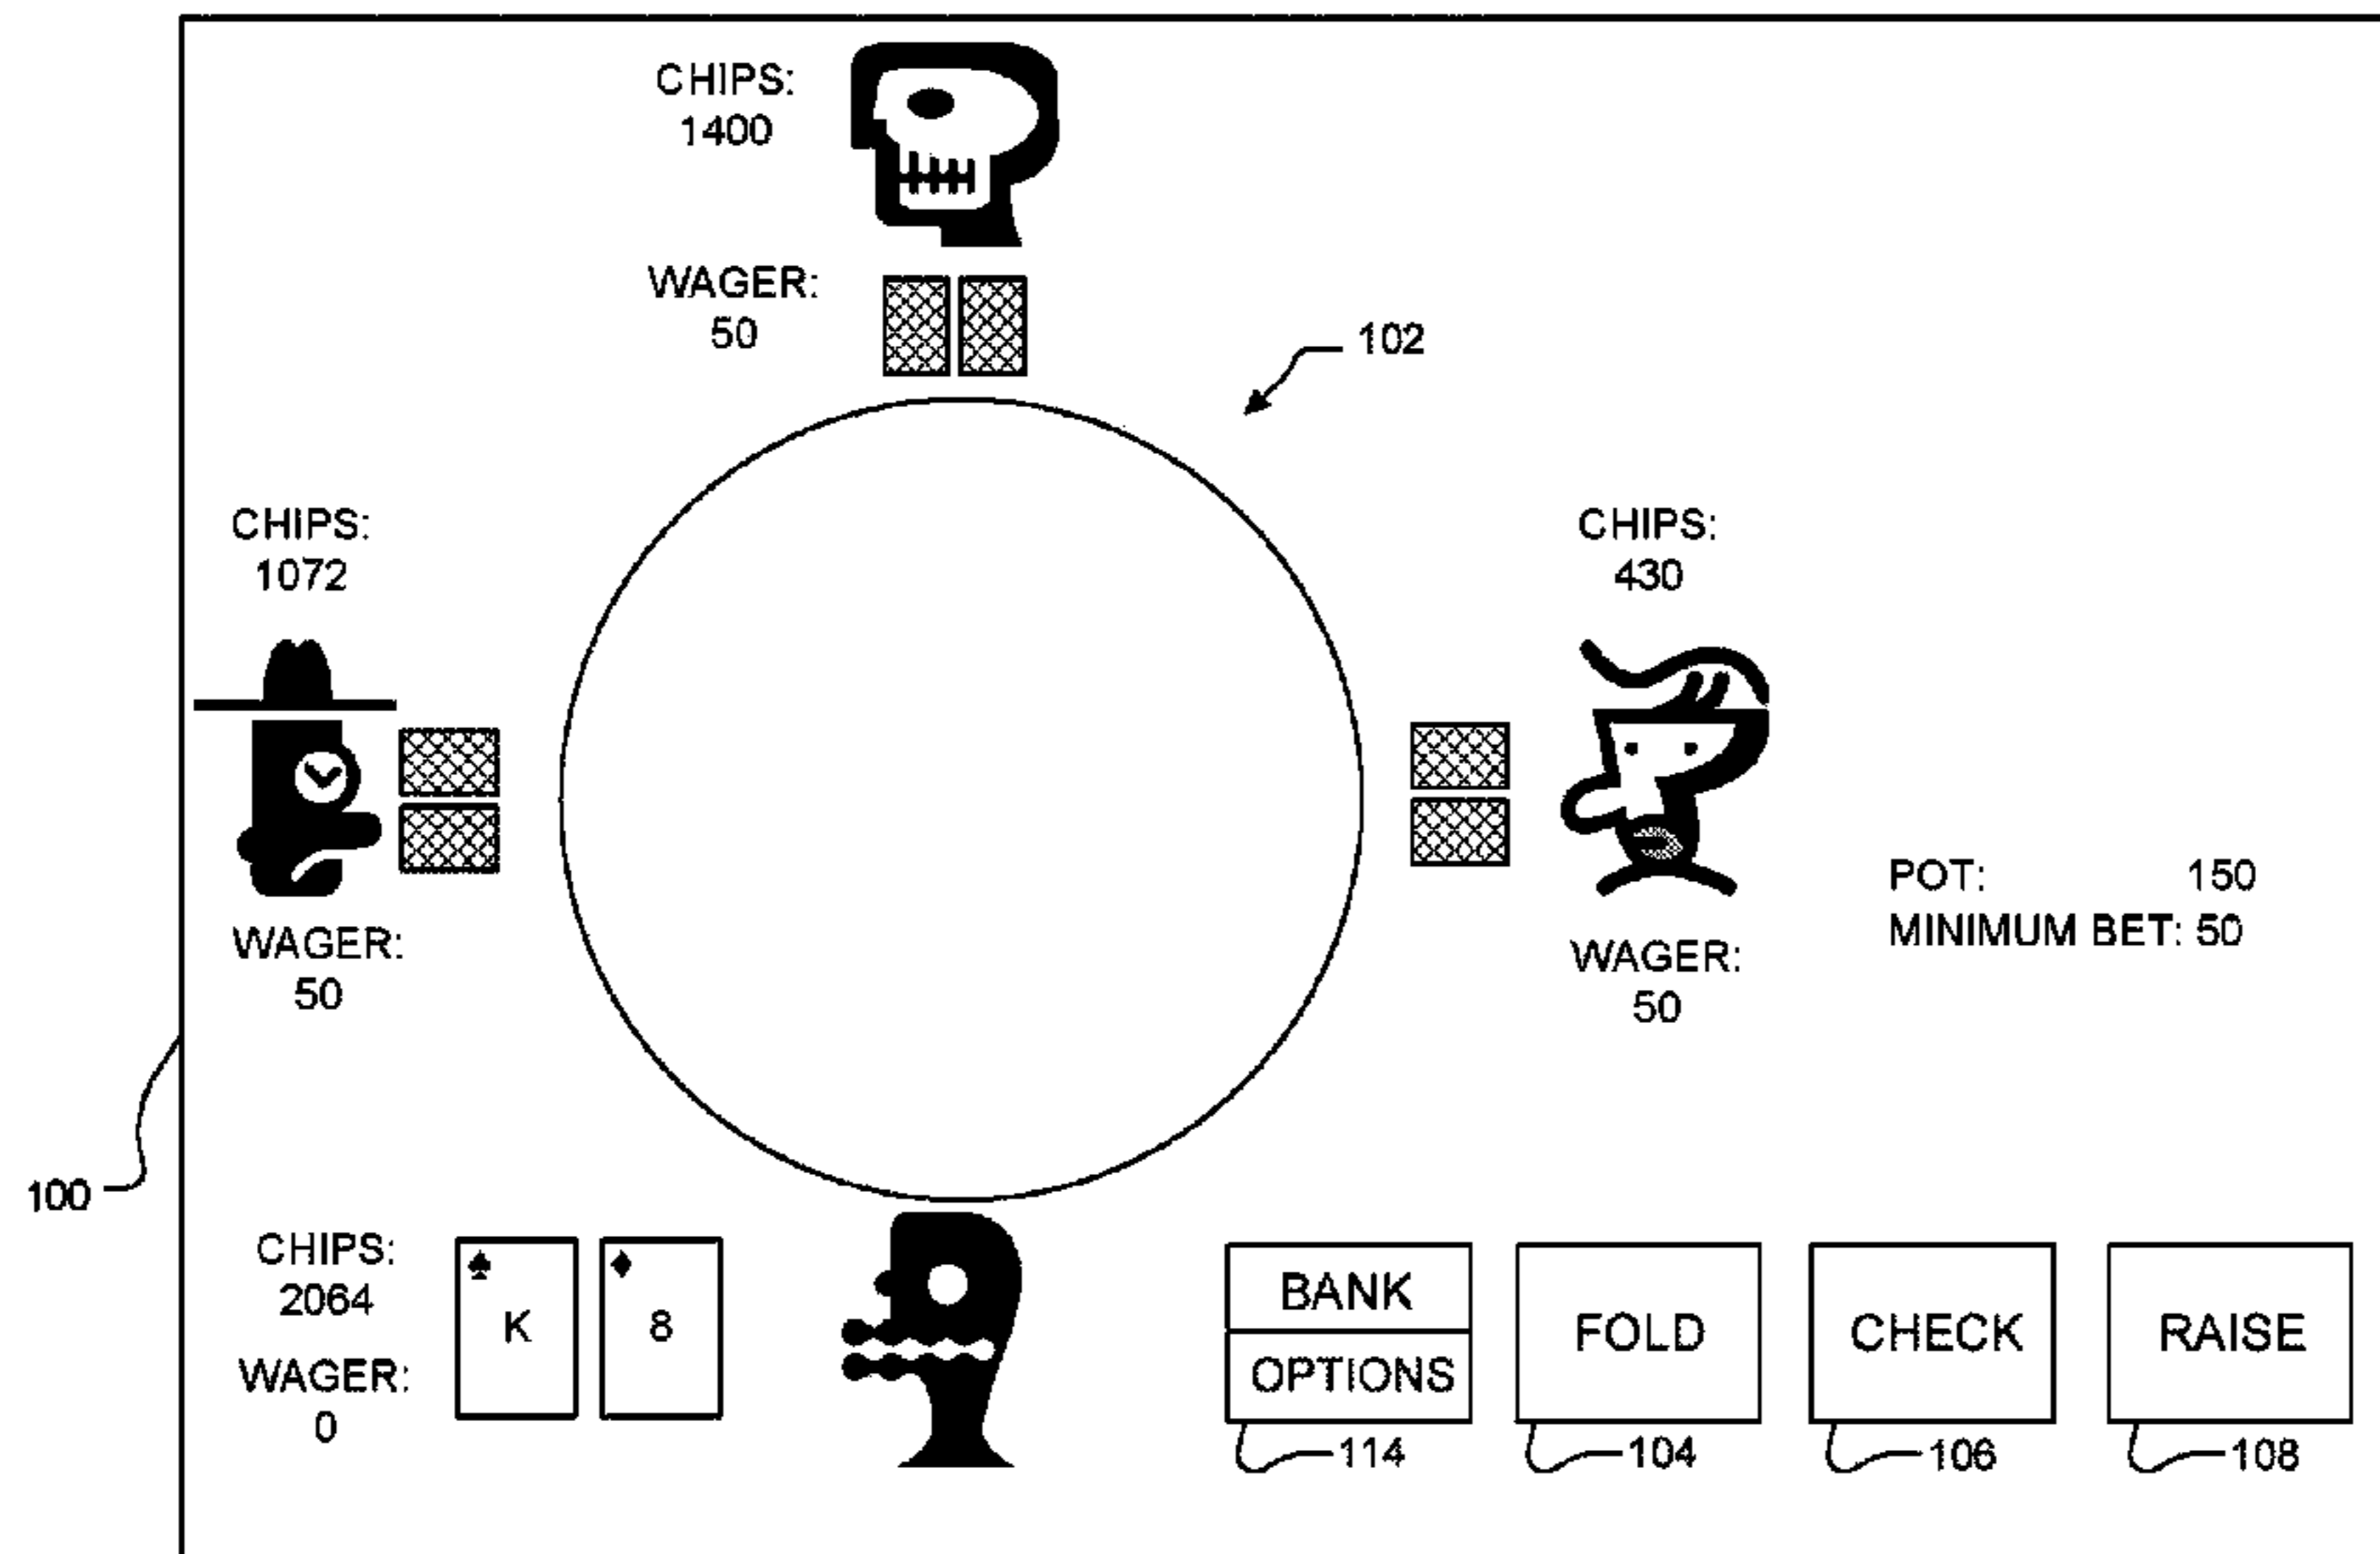 CHIPS:
1400
WAGER:
50
102
CHIPS:
1072
CHIPS:
430
WAGER:
50
WAGER:
50
POT: 150
MINIMUM BET: 50
100
CHIPS:
2064
WAGER:
0
♠
K
♦
8
BANK
OPTIONS
FOLD
CHECK
RAISE
114
104
106
108